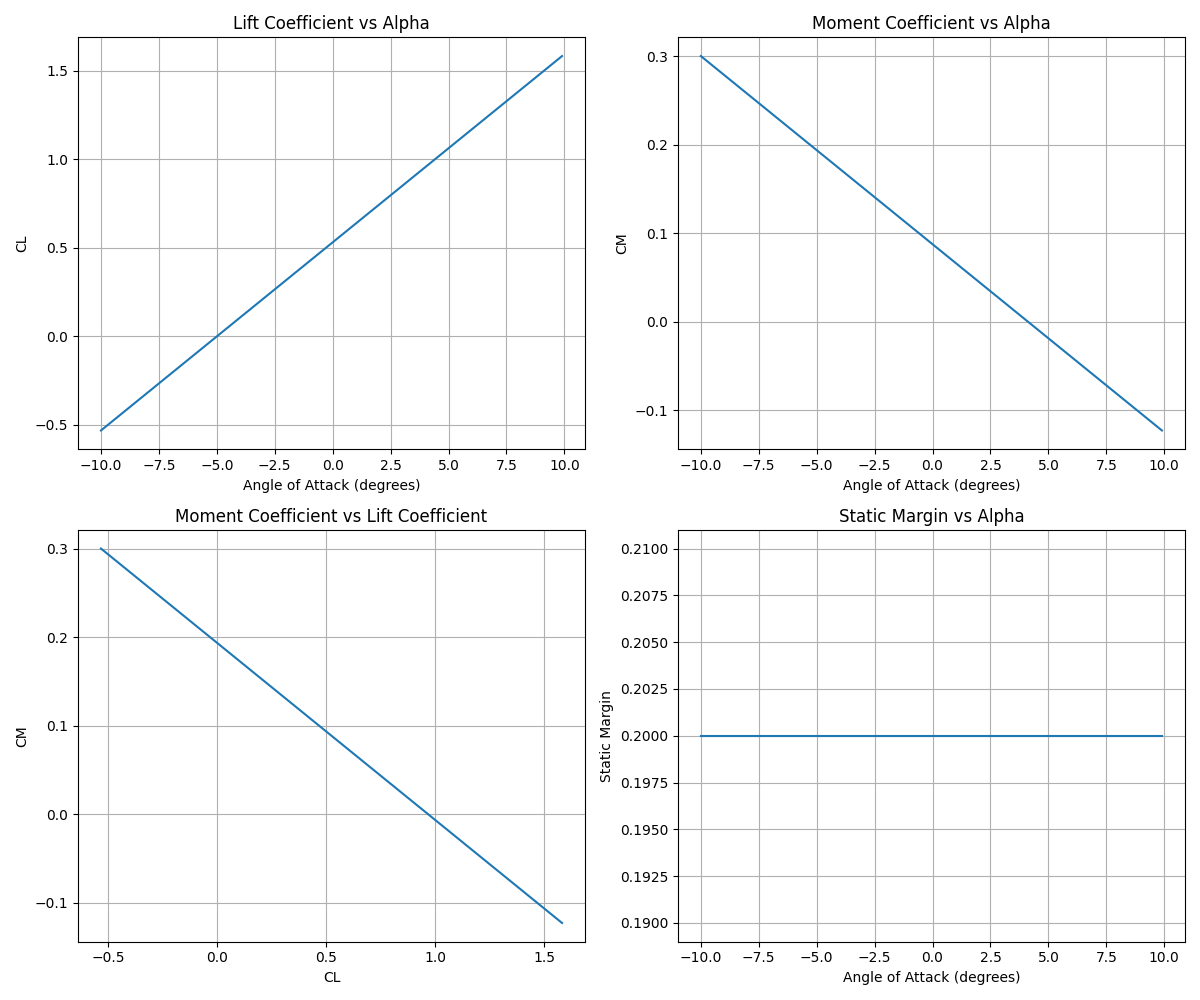 Lift Coefficient vs Alpha
CL
1.5
1.0
0.5
0.0
−0.5
−10.0 −7.5 −5.0 −2.5 0.0 2.5 5.0 7.5 10.0
Angle of Attack (degrees)
Moment Coefficient vs Alpha
CM
0.3
0.2
0.1
0.0
−0.1
−10.0 −7.5 −5.0 −2.5 0.0 2.5 5.0 7.5 10.0
Angle of Attack (degrees)
Moment Coefficient vs Lift Coefficient
CM
0.3
0.2
0.1
0.0
−0.1
−0.5 0.0 0.5 1.0 1.5
CL
Static Margin vs Alpha
Static Margin
0.2100
0.2075
0.2050
0.2025
0.2000
0.1975
0.1950
0.1925
0.1900
−10.0 −7.5 −5.0 −2.5 0.0 2.5 5.0 7.5 10.0
Angle of Attack (degrees)